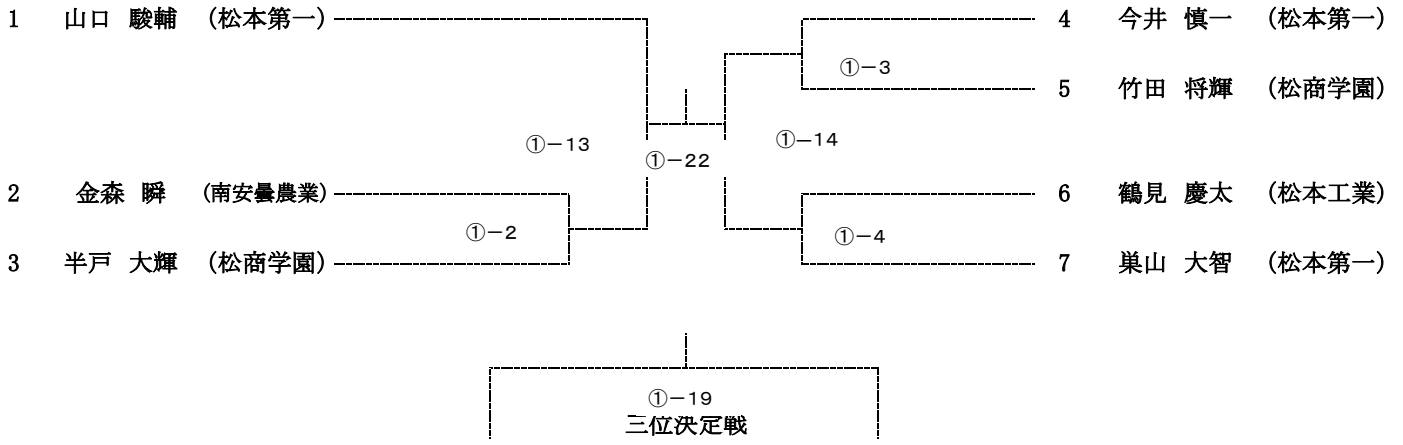 1 山口 駿輔 (松本第一)
4 今井 慎一 (松本第一)
①−3
5 竹田 将輝 (松商学園)
①−13
①−22
①−14
2 金森 瞬 (南安曇農業)
6 鶴見 慶太 (松本工業)
①−2
①−4
3 半戸 大輝 (松商学園)
7 巣山 大智 (松本第一)
①−19
三位決定戦